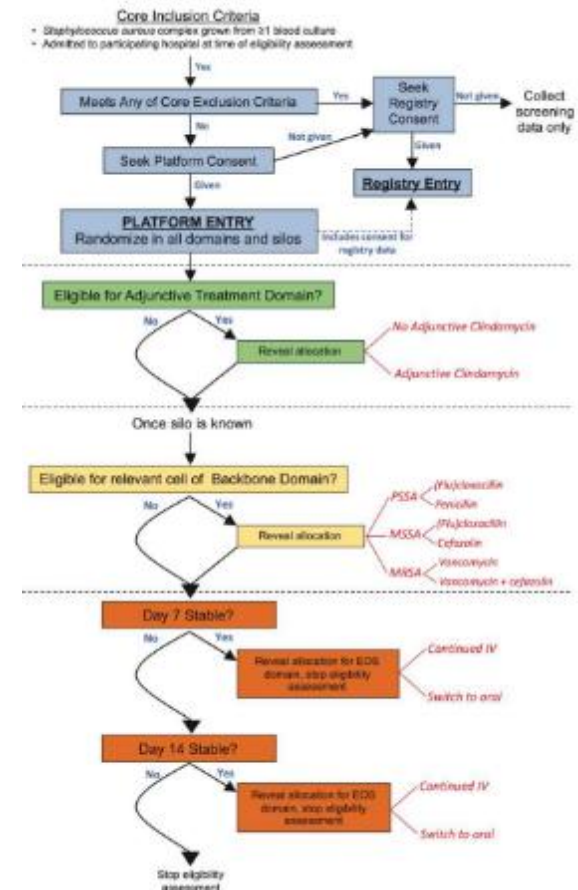 Core Inclusion Criteria
• Staphylococcus aureus complex grown from ≥1 blood culture
• Admitted to participating hospital at time of eligibility assessment
Yes
Meets Any of Core Exclusion Criteria
Yes
Seek
Registry
Consent
Not given
Collect
screening
data only
No
Not given
Given
Seek Platform Consent
Registry Entry
Given
PLATFORM ENTRY
Randomize in all domains and silos
Includes consent for
registry data
Eligible for Adjunctive Treatment Domain?
No
Yes
Reveal allocation
No Adjunctive Clindamycin
Adjunctive Clindamycin
Once silo is known
Eligible for relevant cell of Backbone Domain?
No
Yes
Reveal allocation
PSSA
(Flu)cloxacillin
Penicillin
MSSA
(Flu)cloxacillin
Cefazolin
MRSA
Vancomycin
Vancomycin + cefazolin
Day 7 Stable?
No
Yes
Reveal allocation for EOS
domain, stop eligibility
assessment
Continued IV
Switch to oral
Day 14 Stable?
No
Yes
Reveal allocation for EOS
domain, stop eligibility
assessment
Continued IV
Switch to oral
Stop eligibility
assessment